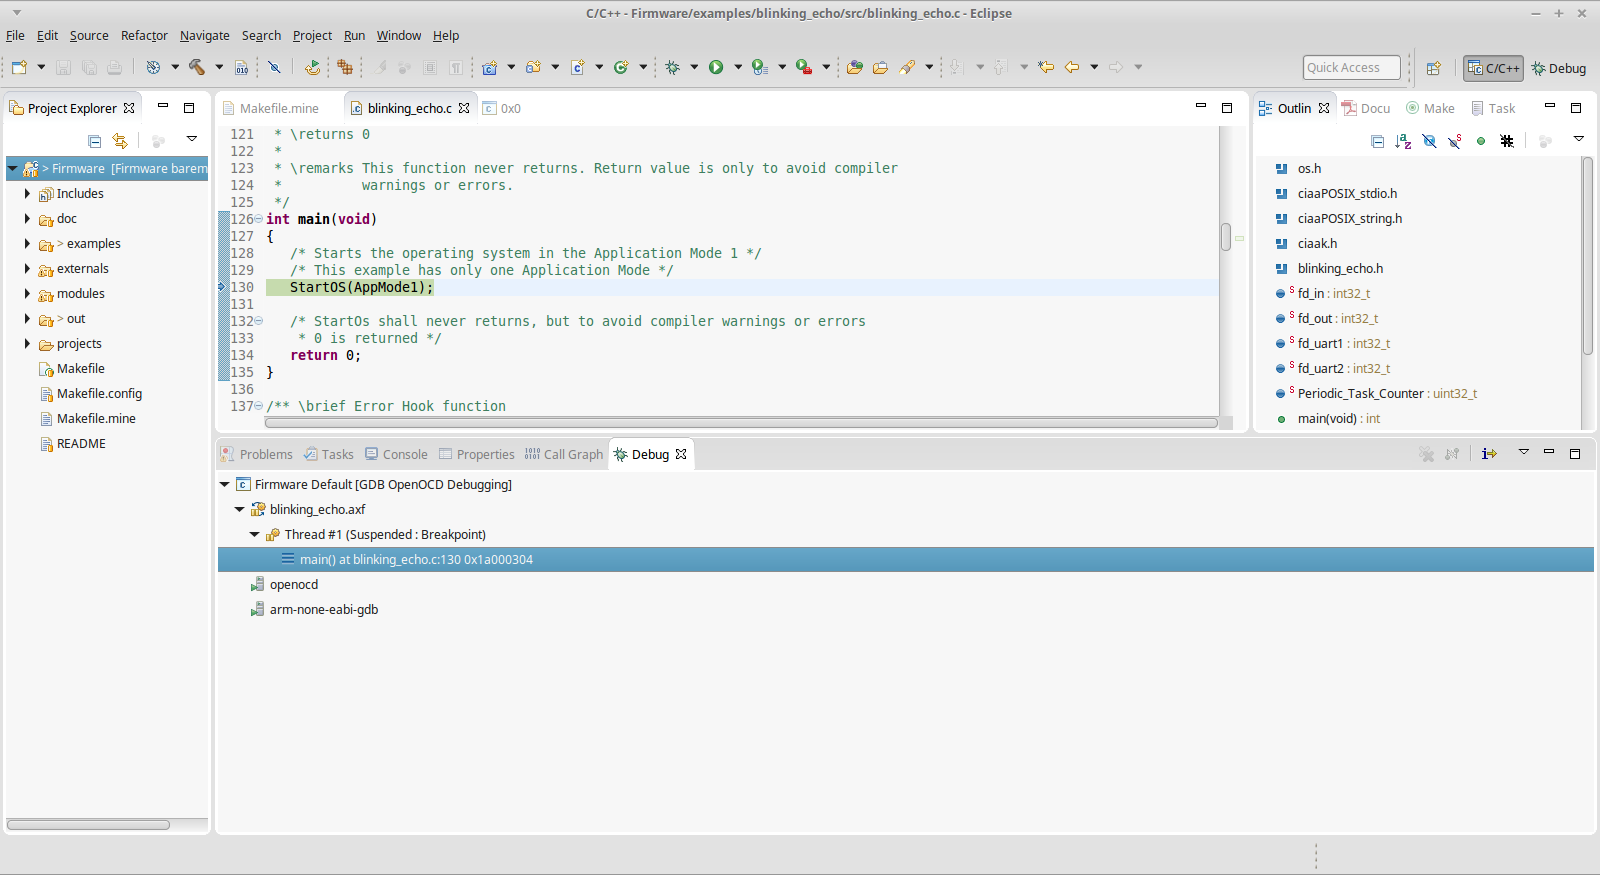 C/C++ - Firmware/examples/blinking_echo/src/blinking_echo.c - Eclipse
File Edit Source Refactor Navigate Search Project Run Window Help
Quick Access C/C++ Debug
Project Explorer
> Firmware [Firmware barem
Includes
doc
> examples
externals
modules
> out
projects
Makefile
Makefile.config
Makefile.mine
README
Makefile.mine blinking_echo.c 0x0
121 * \returns 0
122 *
123 * \remarks This function never returns. Return value is only to avoid compiler
124 * warnings or errors.
125 */
126 int main(void)
127 {
128 /* Starts the operating system in the Application Mode 1 */
129 /* This example has only one Application Mode */
130 StartOS(AppMode1);
131
132 /* StartOs shall never returns, but to avoid compiler warnings or errors
133 * 0 is returned */
134 return 0;
135 }
136
137 /** \brief Error Hook function
Outlin Docu Make Task
os.h
ciaaPOSIX_stdio.h
ciaaPOSIX_string.h
ciaak.h
blinking_echo.h
S fd_in : int32_t
S fd_out : int32_t
S fd_uart1 : int32_t
S fd_uart2 : int32_t
S Periodic_Task_Counter : uint32_t
main(void) : int
Problems Tasks Console Properties Call Graph Debug
Firmware Default [GDB OpenOCD Debugging]
blinking_echo.axf
Thread #1 (Suspended : Breakpoint)
main() at blinking_echo.c:130 0x1a000304
openocd
arm-none-eabi-gdb